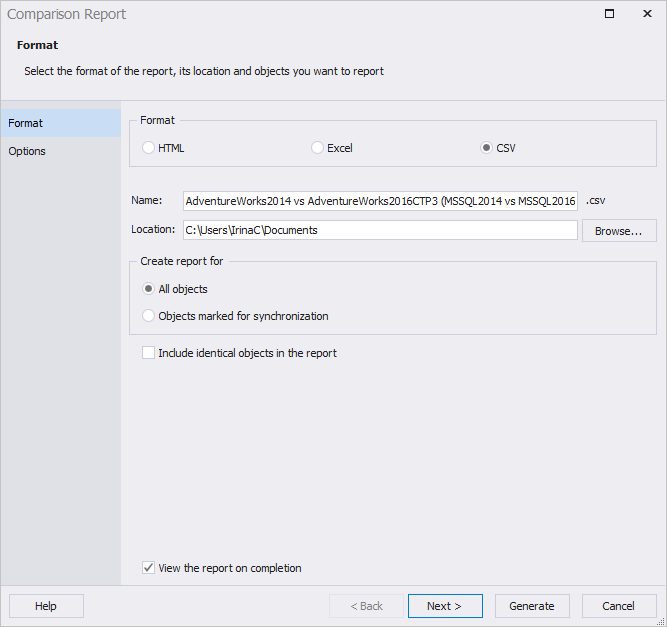 Comparison Report
Format
Select the format of the report, its location and objects you want to report
Format
Options
Format
HTML Excel CSV
Name: AdventureWorks2014 vs AdventureWorks2016CTP3 (MSSQL2014 vs MSSQL2016 .csv
Location: C:\Users\IrinaC\Documents Browse...
Create report for
All objects
Objects marked for synchronization
Include identical objects in the report
View the report on completion
Help < Back Next > Generate Cancel